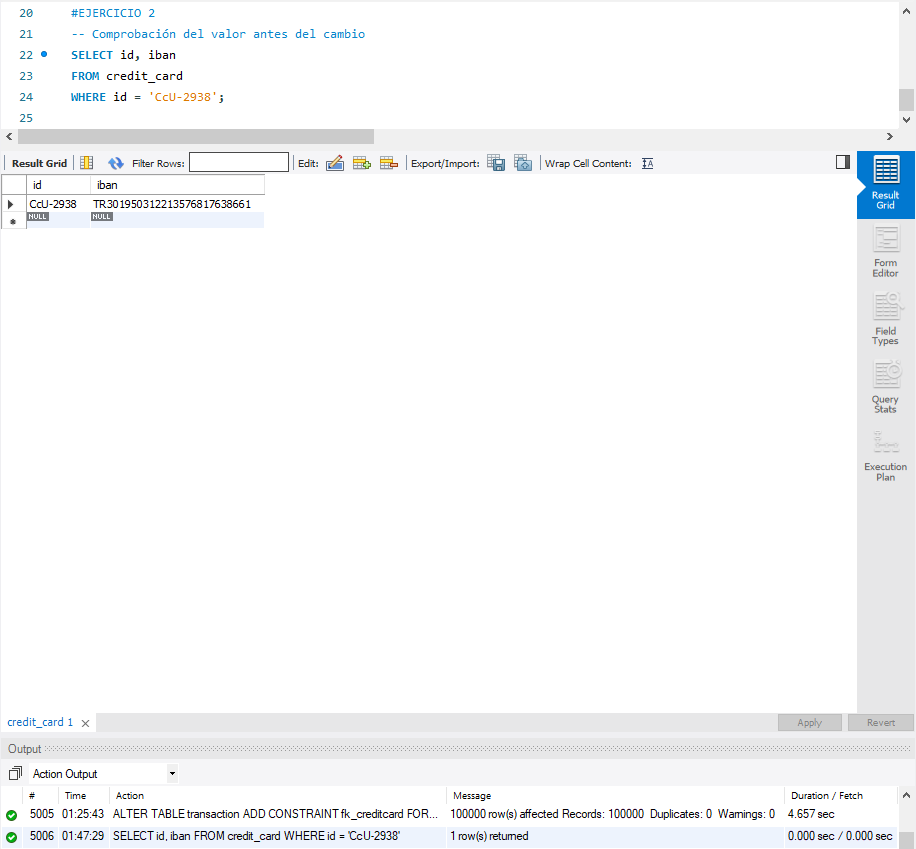 20 #EJERCICIO 2
21 -- Comprobación del valor antes del cambio
22 SELECT id, iban
23 FROM credit_card
24 WHERE id = 'CcU-2938';
25
Result Grid Filter Rows: Edit: Export/Import: Wrap Cell Content: IA
id iban
CcU-2938 TR301950312213576817638661
NULL NULL
Result
Grid
Form
Editor
Field
Types
Query
Stats
Execution
Plan
credit_card 1 Apply Revert
Output
Action Output
# Time Action Message Duration / Fetch
5005 01:25:43 ALTER TABLE transaction ADD CONSTRAINT fk_creditcard FOR... 100000 row(s) affected Records: 100000 Duplicates: 0 Warnings: 0 4.657 sec
5006 01:47:29 SELECT id, iban FROM credit_card WHERE id = 'CcU-2938' 1 row(s) returned 0.000 sec / 0.000 sec